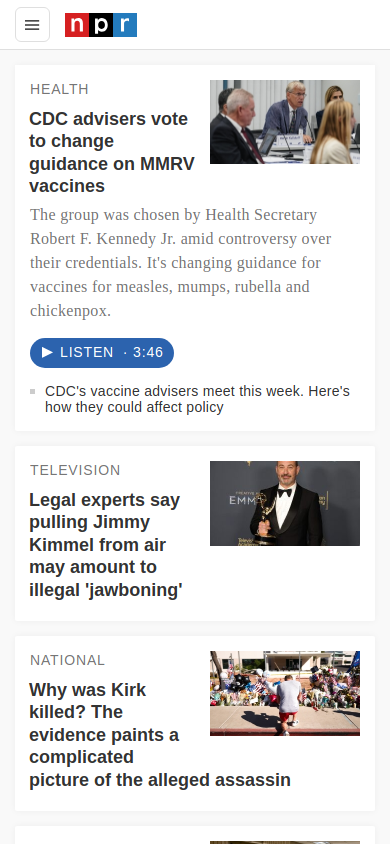 npr
HEALTH
CDC advisers vote
to change
guidance on MMRV
vaccines
The group was chosen by Health Secretary
Robert F. Kennedy Jr. amid controversy over
their credentials. It's changing guidance for
vaccines for measles, mumps, rubella and
chickenpox.
LISTEN · 3:46
CDC's vaccine advisers meet this week. Here's
how they could affect policy
TELEVISION
Legal experts say
pulling Jimmy
Kimmel from air
may amount to
illegal 'jawboning'
EMM
NATIONAL
Why was Kirk
killed? The
evidence paints a
complicated
picture of the alleged assassin